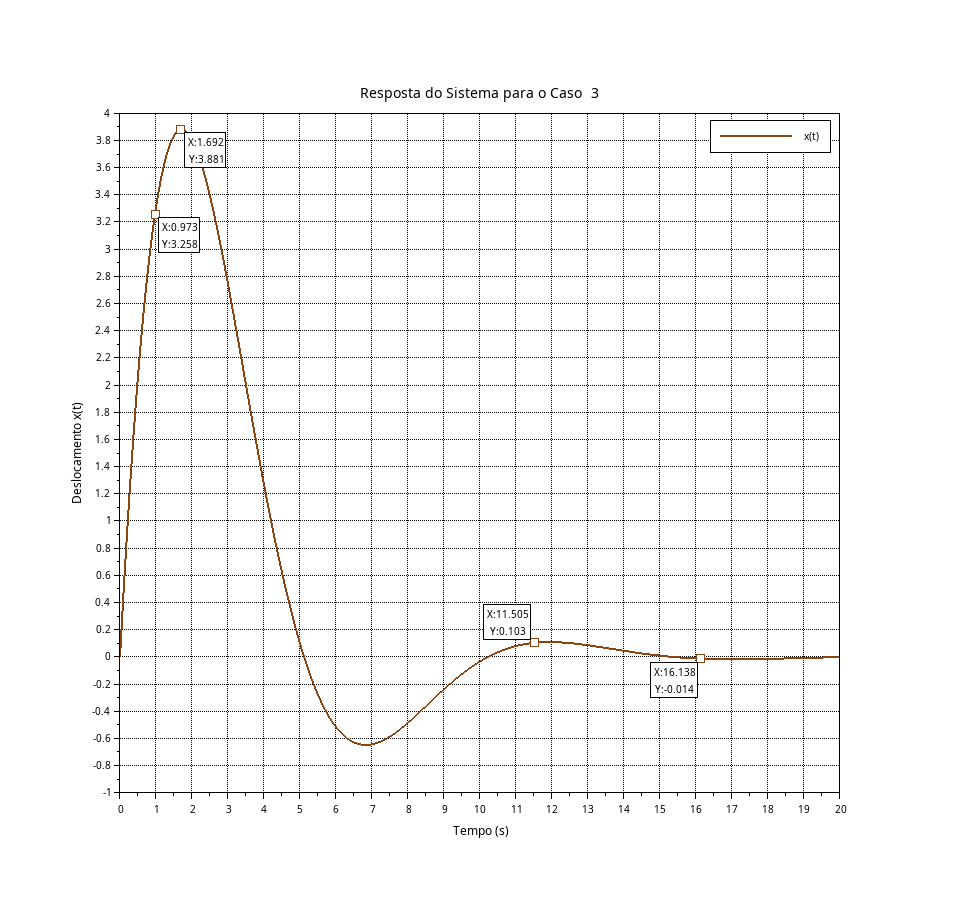 Resposta do Sistema para o Caso  3
x(t)
X:1.692
Y:3.881
X:0.973
Y:3.258
X:11.505
Y:0.103
X:16.138
Y:-0.014
Deslocamento x(t)
4
3.8
3.6
3.4
3.2
3
2.8
2.6
2.4
2.2
2
1.8
1.6
1.4
1.2
1
0.8
0.6
0.4
0.2
0
-0.2
-0.4
-0.6
-0.8
-1
0 1 2 3 4 5 6 7 8 9 10 11 12 13 14 15 16 17 18 19 20
Tempo (s)